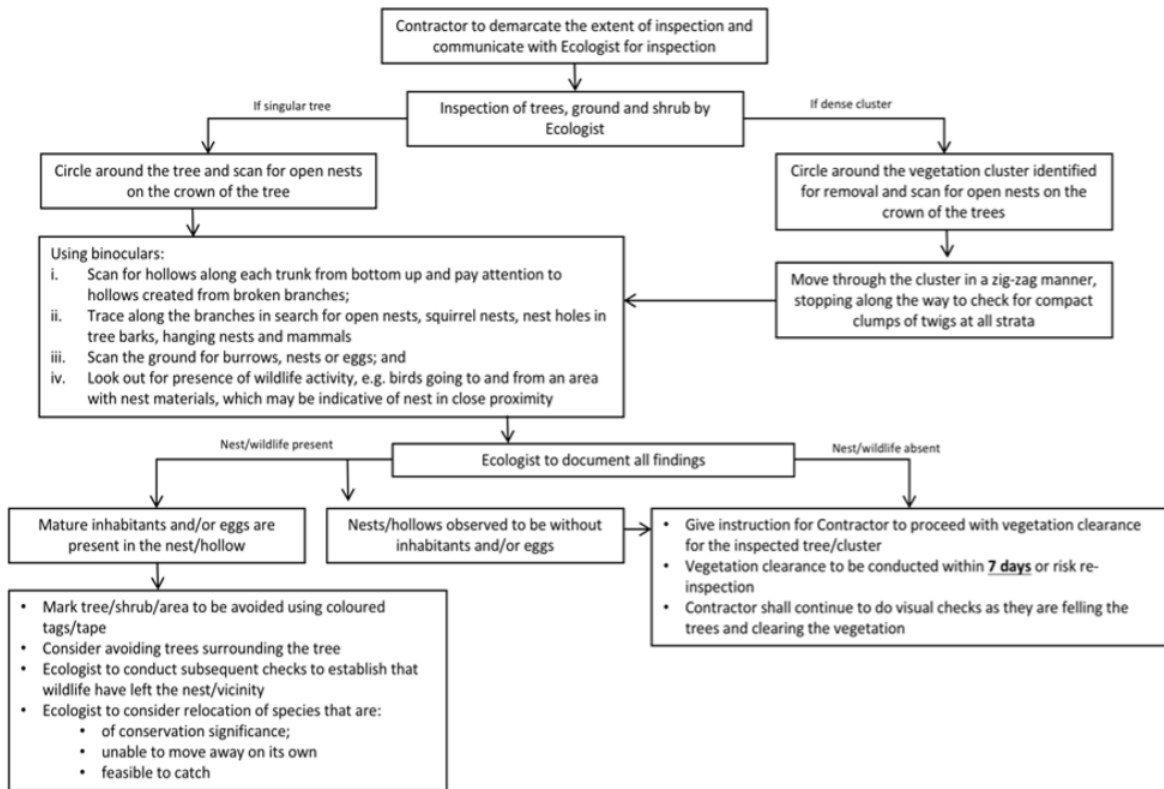 Contractor to demarcate the extent of inspection and
communicate with Ecologist for inspection
If singular tree
Inspection of trees, ground and shrub by
Ecologist
If dense cluster
Circle around the tree and scan for open nests
on the crown of the tree
Circle around the vegetation cluster identified
for removal and scan for open nests on the
crown of the trees
Using binoculars:
i. Scan for hollows along each trunk from bottom up and pay attention to
hollows created from broken branches;
ii. Trace along the branches in search for open nests, squirrel nests, nest holes in
tree barks, hanging nests and mammals
iii. Scan the ground for burrows, nests or eggs; and
iv. Look out for presence of wildlife activity, e.g. birds going to and from an area
with nest materials, which may be indicative of nest in close proximity
Move through the cluster in a zig-zag manner,
stopping along the way to check for compact
clumps of twigs at all strata
Nest/wildlife present
Ecologist to document all findings
Nest/wildlife absent
Mature inhabitants and/or eggs are
present in the nest/hollow
Nests/hollows observed to be without
inhabitants and/or eggs
• Give instruction for Contractor to proceed with vegetation clearance
for the inspected tree/cluster
• Vegetation clearance to be conducted within 7 days or risk re-
inspection
• Contractor shall continue to do visual checks as they are felling the
trees and clearing the vegetation
• Mark tree/shrub/area to be avoided using coloured
tags/tape
• Consider avoiding trees surrounding the tree
• Ecologist to conduct subsequent checks to establish that
wildlife have left the nest/vicinity
• Ecologist to consider relocation of species that are:
• of conservation significance;
• unable to move away on its own
• feasible to catch